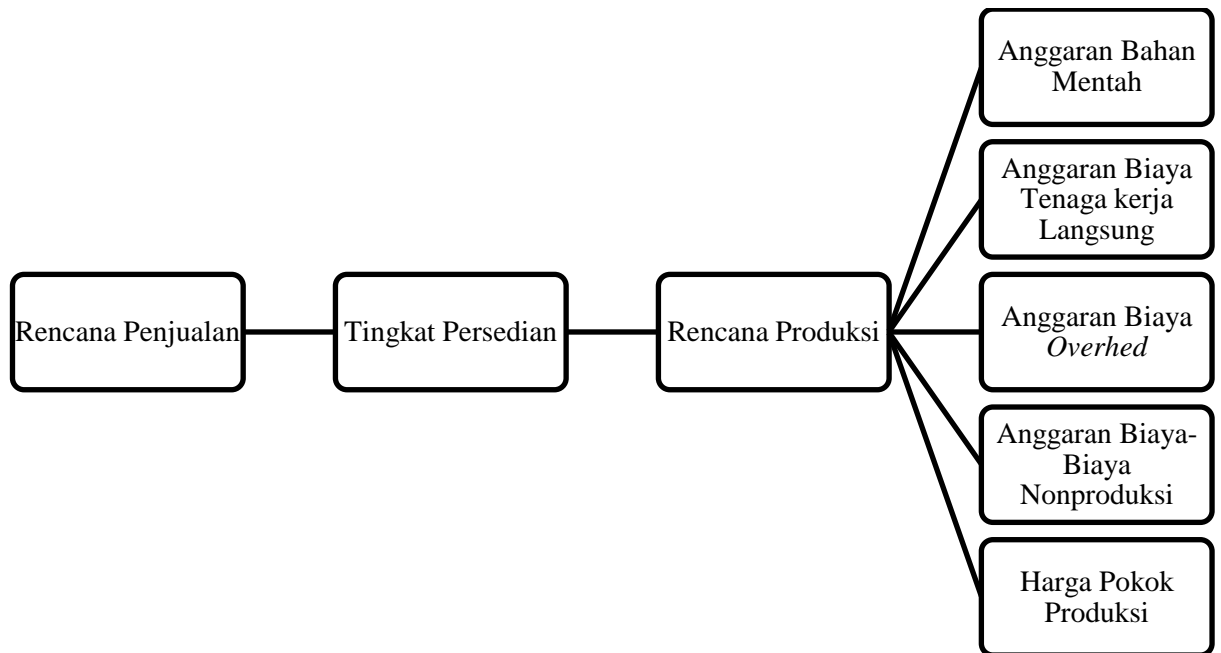 Anggaran Bahan
Mentah
Anggaran Biaya
Tenaga kerja
Langsung
Rencana Penjualan
Tingkat Persedian
Rencana Produksi
Anggaran Biaya
Overhed
Anggaran Biaya-
Biaya
Nonproduksi
Harga Pokok
Produksi